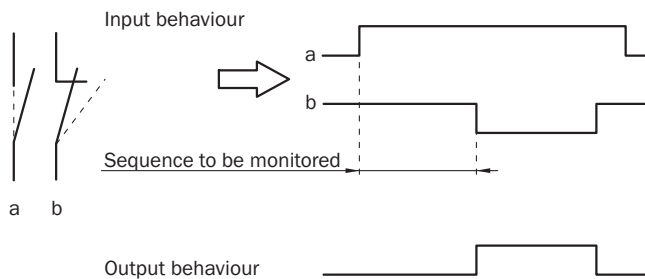 Input behaviour
a
b
Sequence to be monitored
a b
Output behaviour